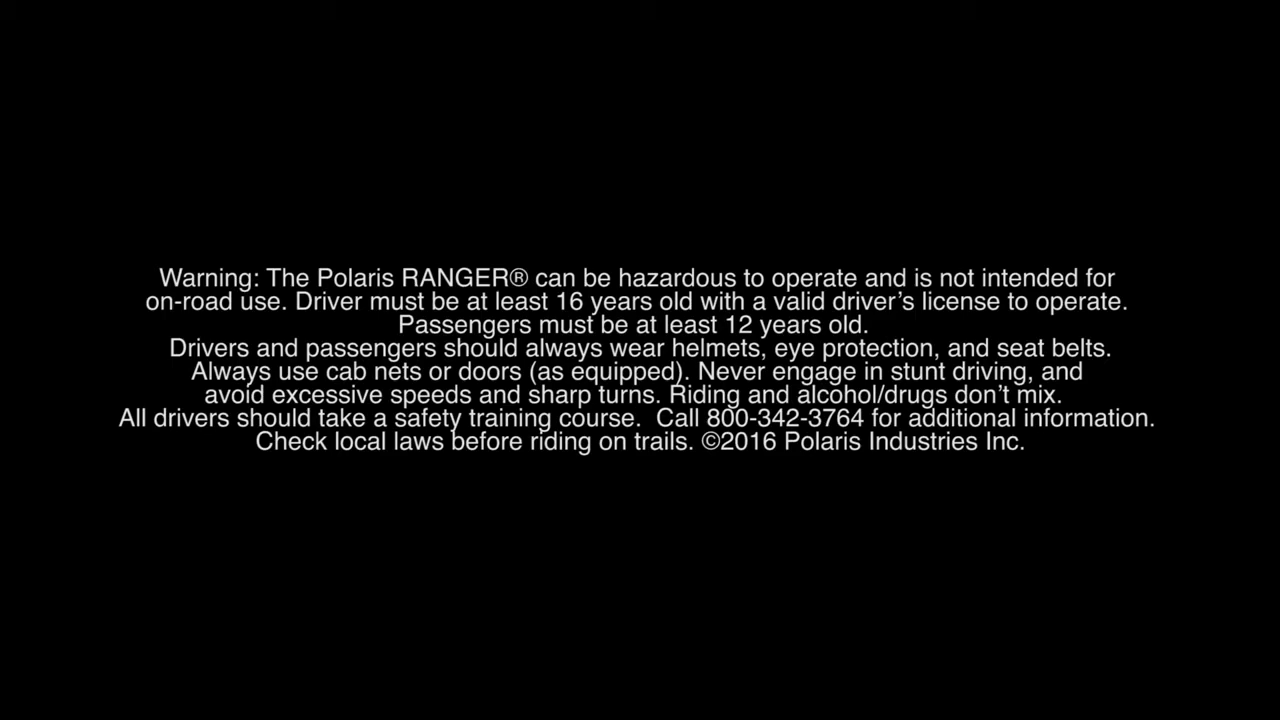 Warning: The Polaris RANGER® can be hazardous to operate and is not intended for
on-road use. Driver must be at least 16 years old with a valid driver’s license to operate.
Passengers must be at least 12 years old.
Drivers and passengers should always wear helmets, eye protection, and seat belts.
Always use cab nets or doors (as equipped). Never engage in stunt driving, and
avoid excessive speeds and sharp turns. Riding and alcohol/drugs don’t mix.
All drivers should take a safety training course.  Call 800-342-3764 for additional information.
Check local laws before riding on trails. ©2016 Polaris Industries Inc.